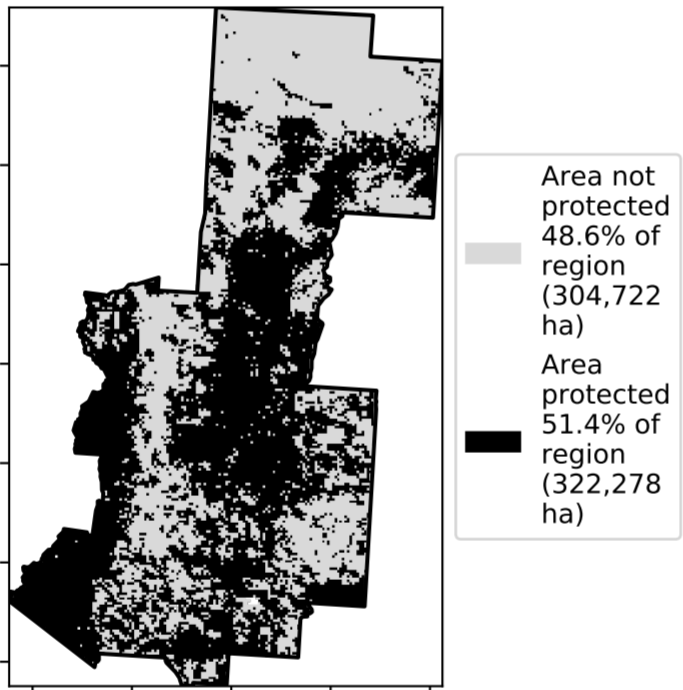 Area not
protected
48.6% of
region
(304,722
ha)
Area
protected
51.4% of
region
(322,278
ha)